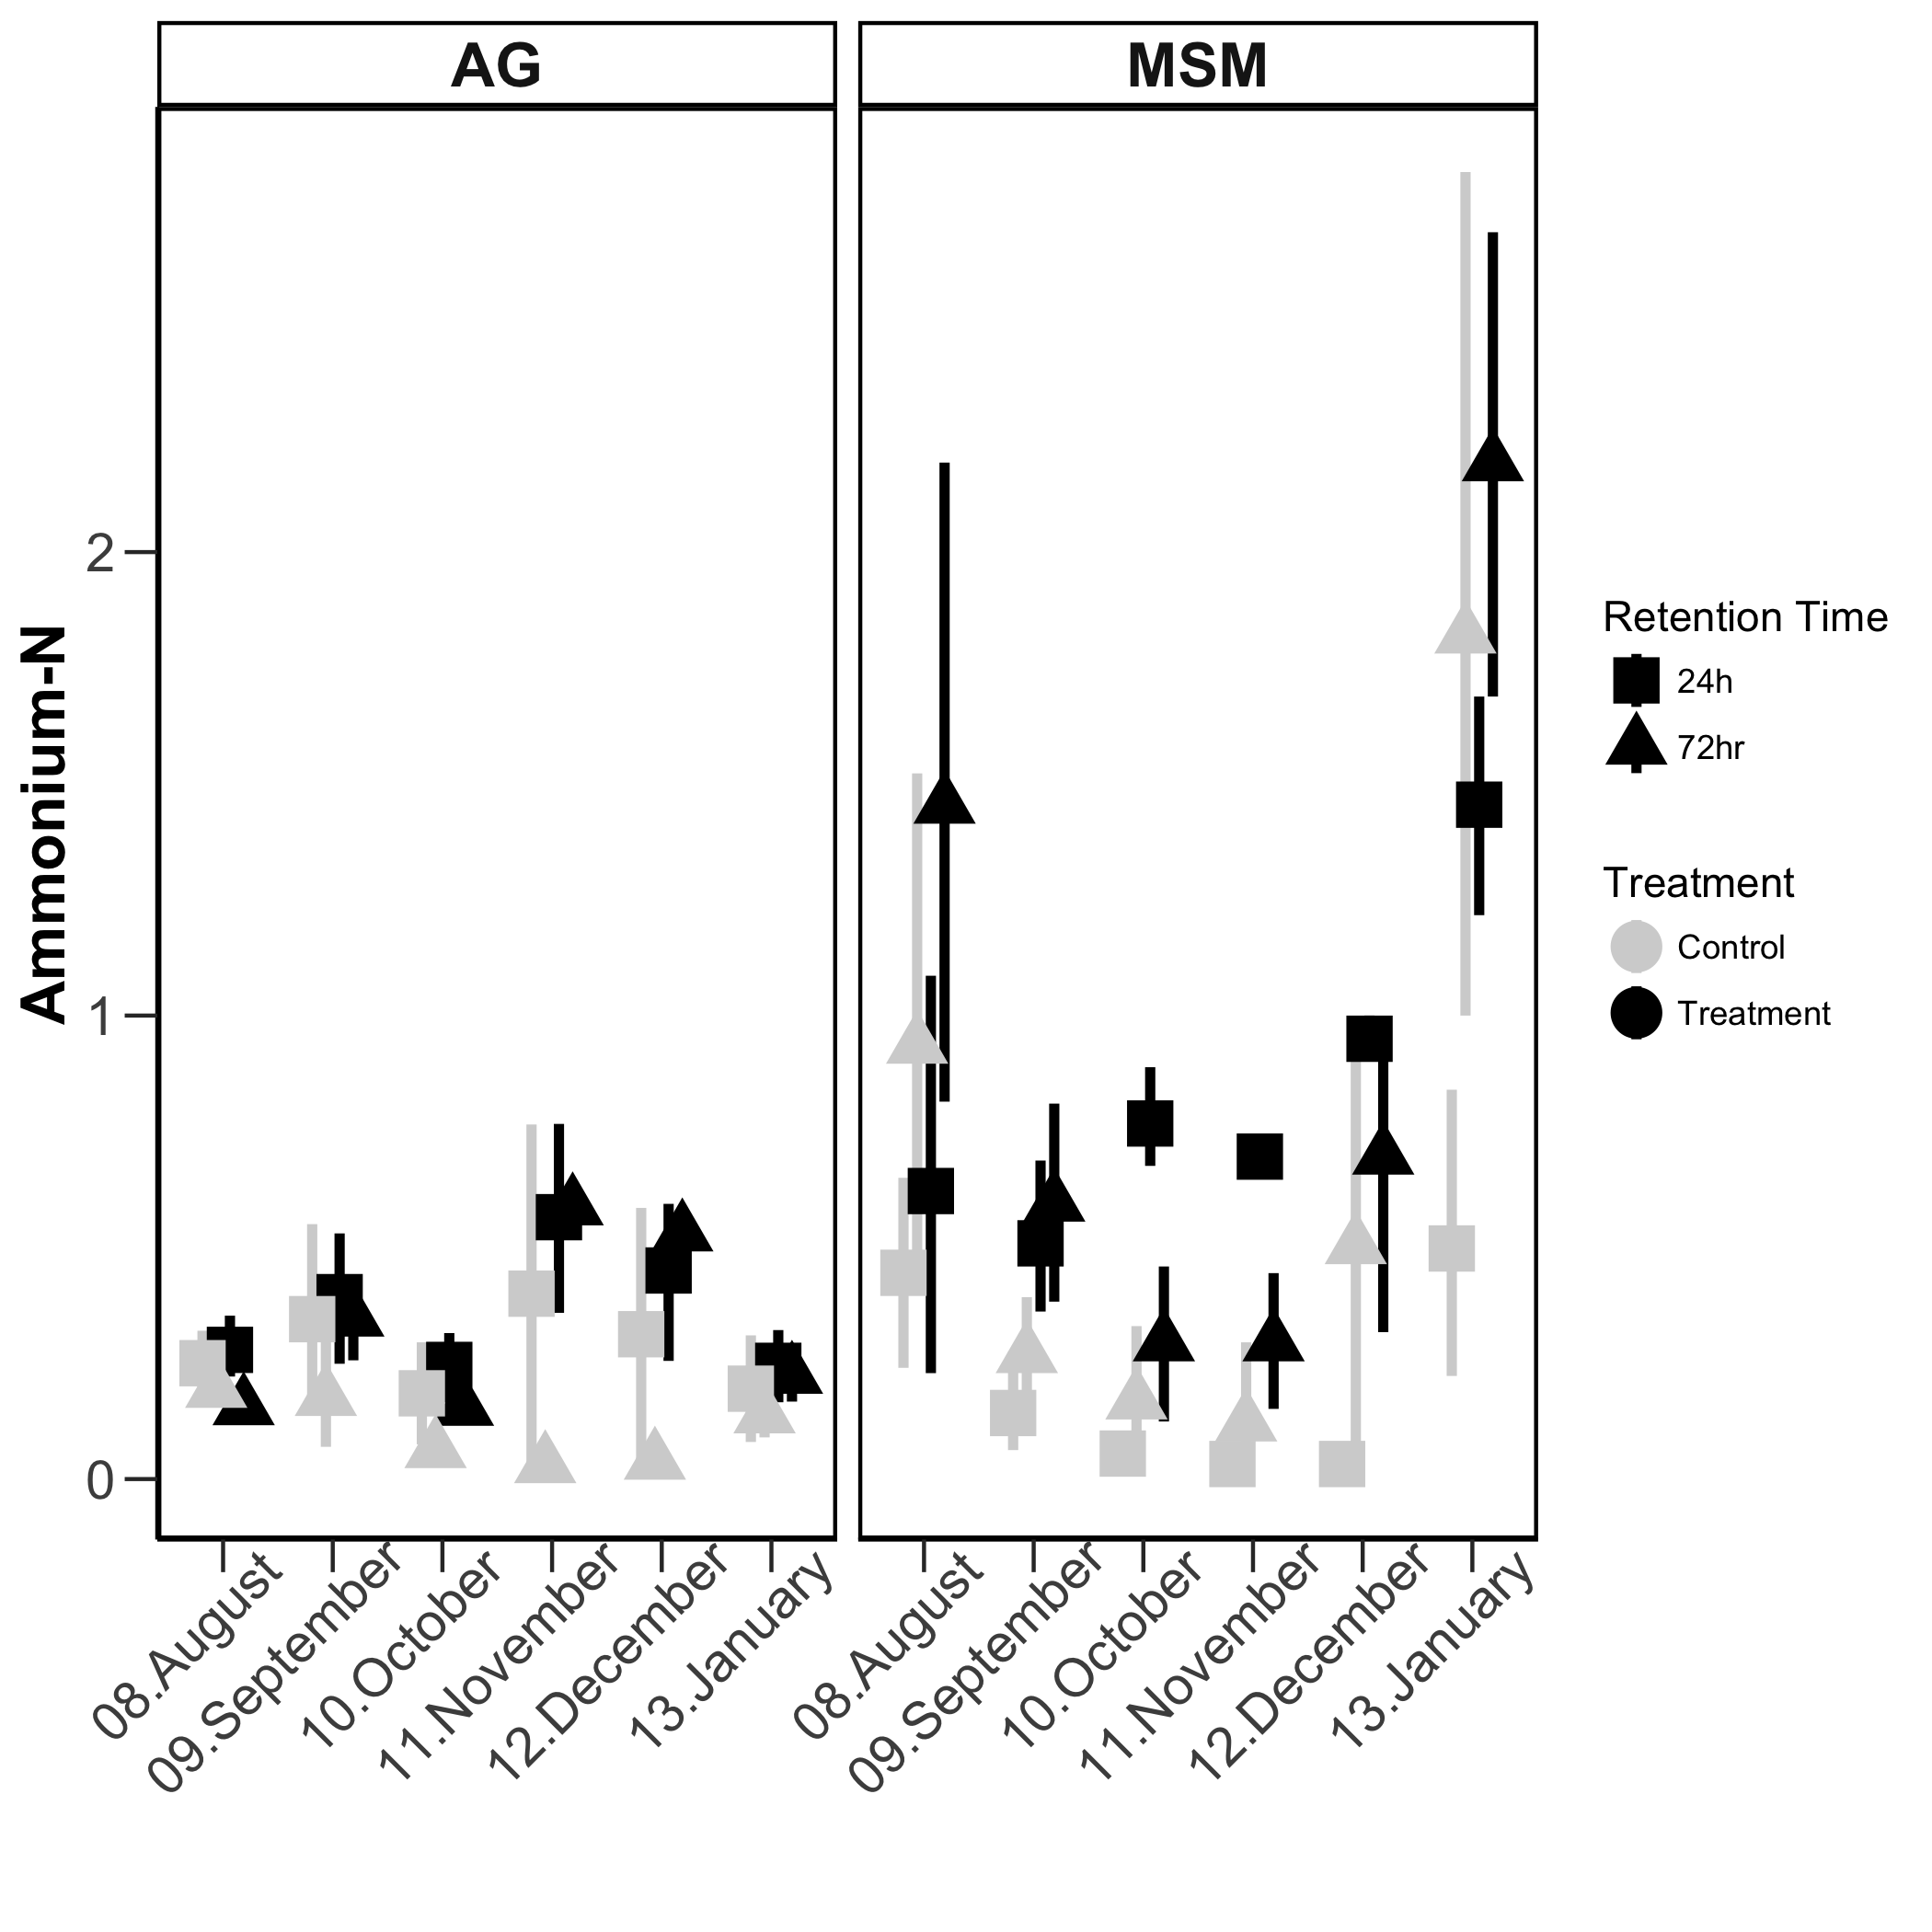 AG
MSM
Ammonium-N
2
1
0
08.August
09.September
10.October
11.November
12.December
13.January
08.August
09.September
10.October
11.November
12.December
13.January
Retention Time
24h
72hr
Treatment
Control
Treatment